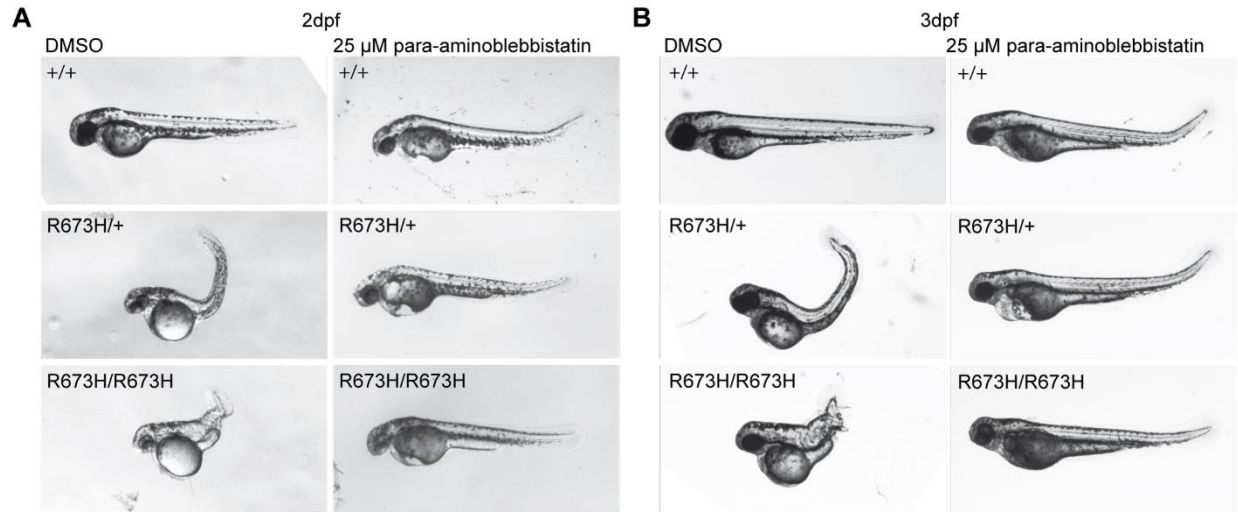 A
2dpf
DMSO
25 µM para-aminoblebbistatin
+/+
+/+
R673H/+
R673H/+
R673H/R673H
R673H/R673H
B
3dpf
DMSO
25 µM para-aminoblebbistatin
+/+
+/+
R673H/+
R673H/+
R673H/R673H
R673H/R673H